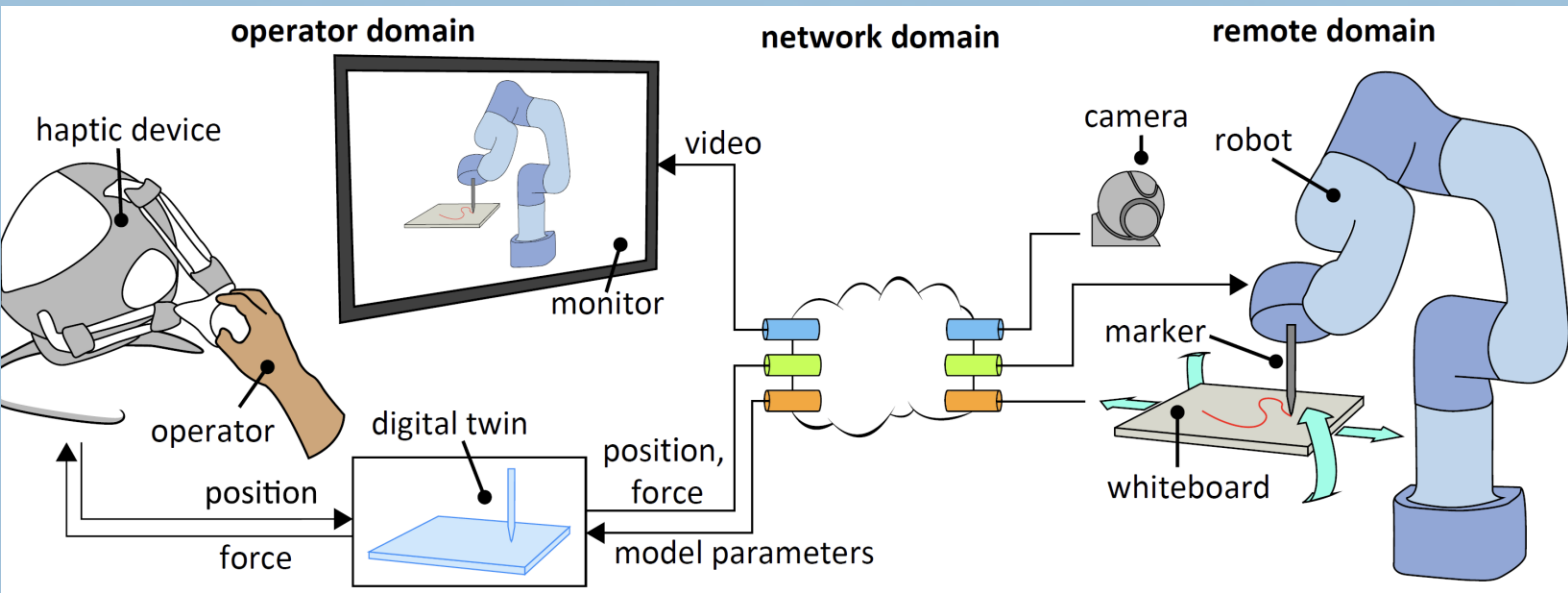 operator domain
network domain
remote domain
haptic device
video
camera
robot
monitor
marker
operator
digital twin
position,
force
whiteboard
position
force
model parameters